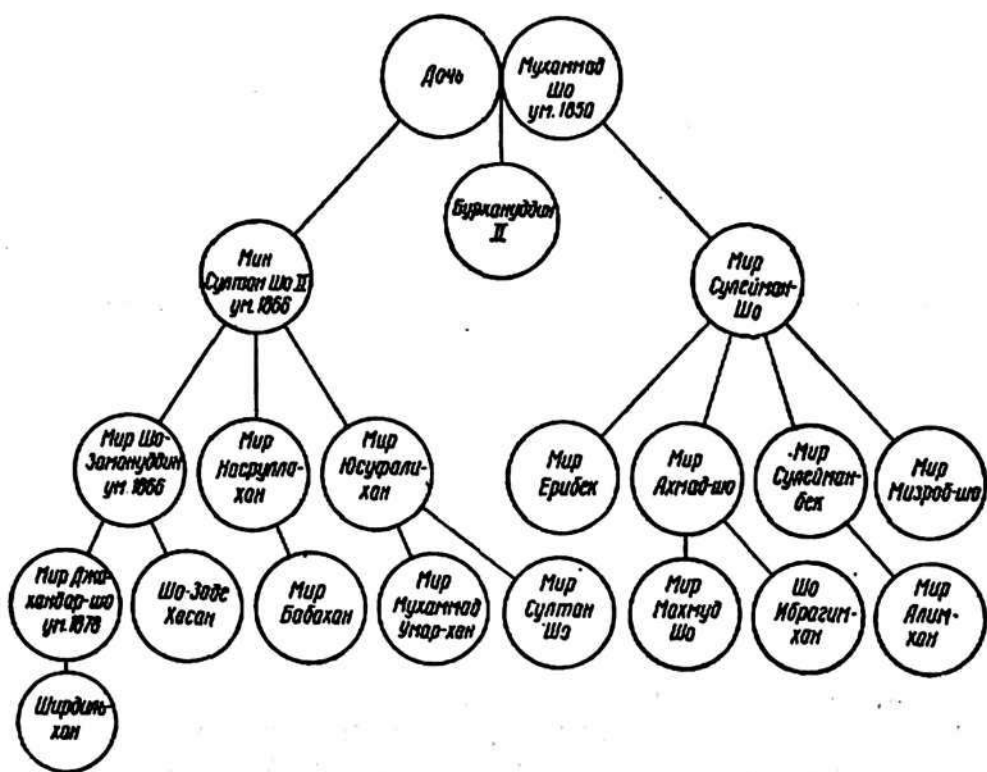 Дочь
Мухаммад
Шо
ум. 1850
Бурхануддин
II
Мин
Султан Шо II
ум. 1866
Мир
Сулейман-
Шо
Мир Шо-
Замануддин
ум. 1866
Мир
Насрулла-
хан
Мир
Юсуфали-
хан
Мир
Ерибек
Мир
Ахмад-шо
Мир
Сулейман-
бек
Мир
Мизроб-шо
Мир Джа-
хандар-шо
ум. 1878
Шо-Заде
Хасан
Мир
Бабахан
Мир
Мухаммад
Умар-хан
Мир
Султан
Шо
Мир
Махмуд
Шо
Шо
Ибрагим-
хан
Мир
Алим-
хан
Ширдиль-
хан